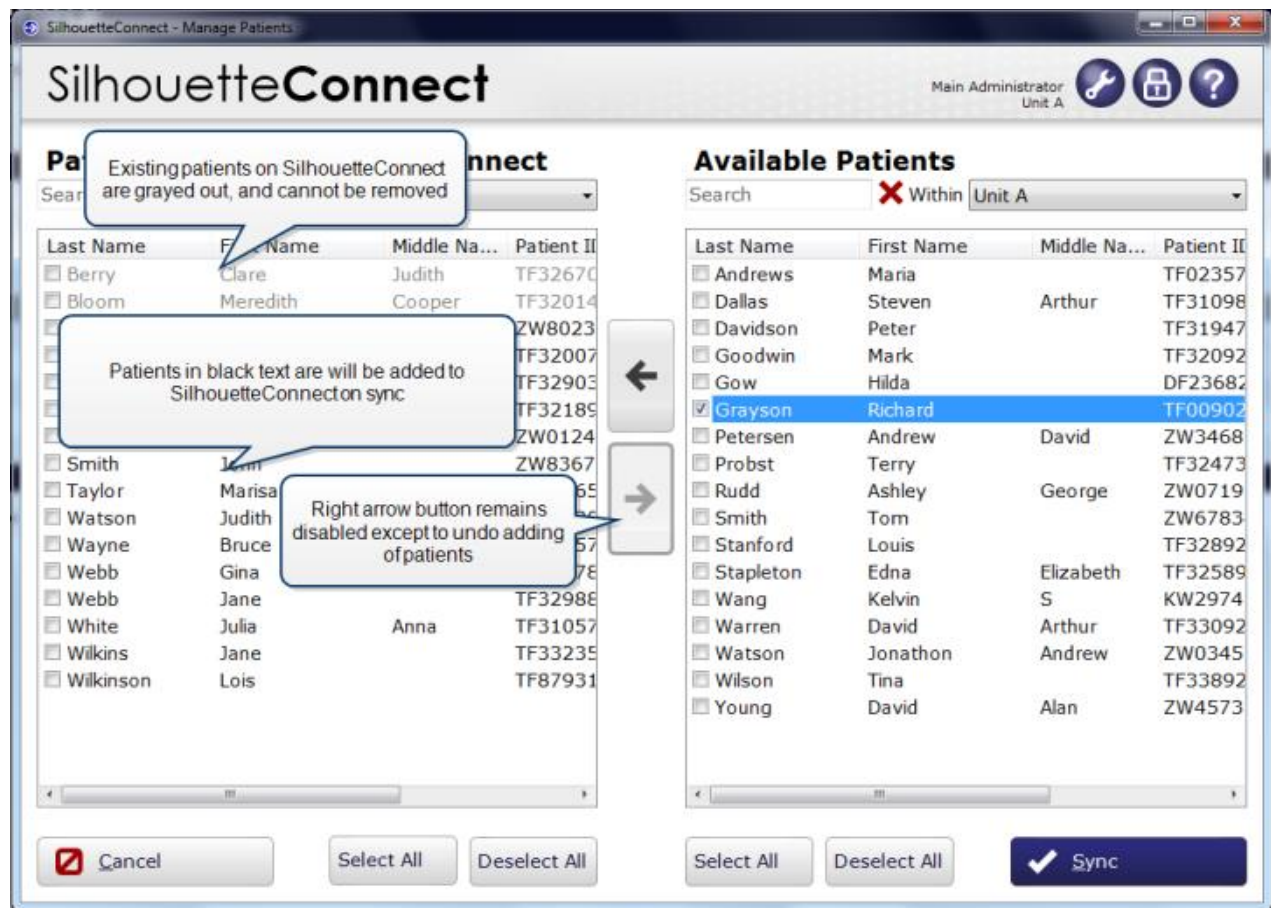 SilhouetteConnect - Manage Patients
SilhouetteConnect
Main Administrator
Unit A
Existing patients on SilhouetteConnect
are grayed out, and cannot be removed
Available Patients
Search Within Unit A
Last Name First Name Middle Na... Patient ID
Berry Clare Judith TF32670
Bloom Meredith Cooper TF32014
ZW8023
TF32007
TF32903
TF32189
ZW0124
Patients in black text are will be added to
SilhouetteConnect on sync
Smith John ZW8367
Taylor Marisa
Watson Judith
Wayne Bruce
Webb Gina
Right arrow button remains
disabled except to undo adding
of patients
Webb Jane TF32988
White Julia Anna TF31057
Wilkins Jane TF33235
Wilkinson Lois TF87931
Last Name First Name Middle Na... Patient ID
Andrews Maria TF02357
Dallas Steven Arthur TF31098
Davidson Peter TF31947
Goodwin Mark TF32092
Gow Hilda DF23682
Grayson Richard TF00902
Petersen Andrew David ZW3468
Probst Terry TF32473
Rudd Ashley George ZW0719
Smith Tom ZW6783
Stanford Louis TF32892
Stapleton Edna Elizabeth TF32589
Wang Kelvin S KW2974
Warren David Arthur TF33092
Watson Jonathon Andrew ZW0345
Wilson Tina TF33892
Young David Alan ZW4573
Cancel Select All Deselect All
Select All Deselect All Sync